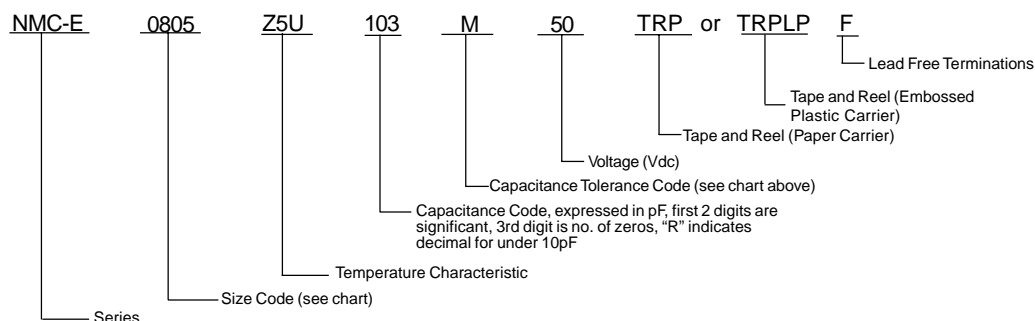 NMC-E 0805 Z5U 103 M 50 TRP or TRPLP F
Lead Free Terminations
Tape and Reel (Embossed
Plastic Carrier)
Tape and Reel (Paper Carrier)
Voltage (Vdc)
Capacitance Tolerance Code (see chart above)
Capacitance Code, expressed in pF, first 2 digits are
significant, 3rd digit is no. of zeros, “R” indicates
decimal for under 10pF
Temperature Characteristic
Size Code (see chart)
Series